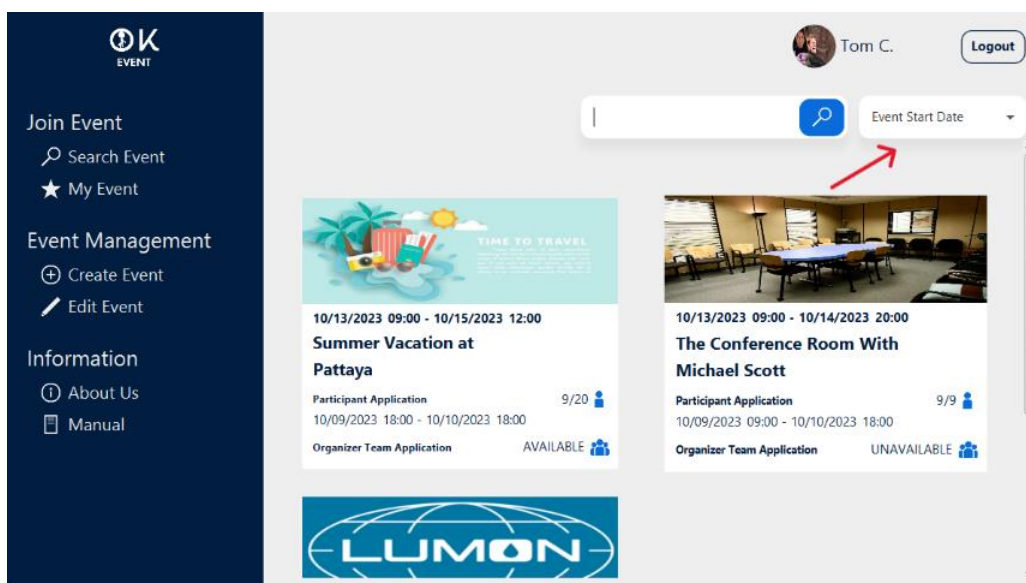 OK
EVENT
Tom C.
Logout
Event Start Date
Join Event
Search Event
My Event
Event Management
Create Event
Edit Event
Information
About Us
Manual
TIME TO TRAVEL
10/13/2023 09:00 - 10/15/2023 12:00
Summer Vacation at
Pattaya
Participant Application 9/20
10/09/2023 18:00 - 10/10/2023 18:00
Organizer Team Application AVAILABLE
10/13/2023 09:00 - 10/14/2023 20:00
The Conference Room With
Michael Scott
Participant Application 9/9
10/09/2023 09:00 - 10/10/2023 18:00
Organizer Team Application UNAVAILABLE
LUMON